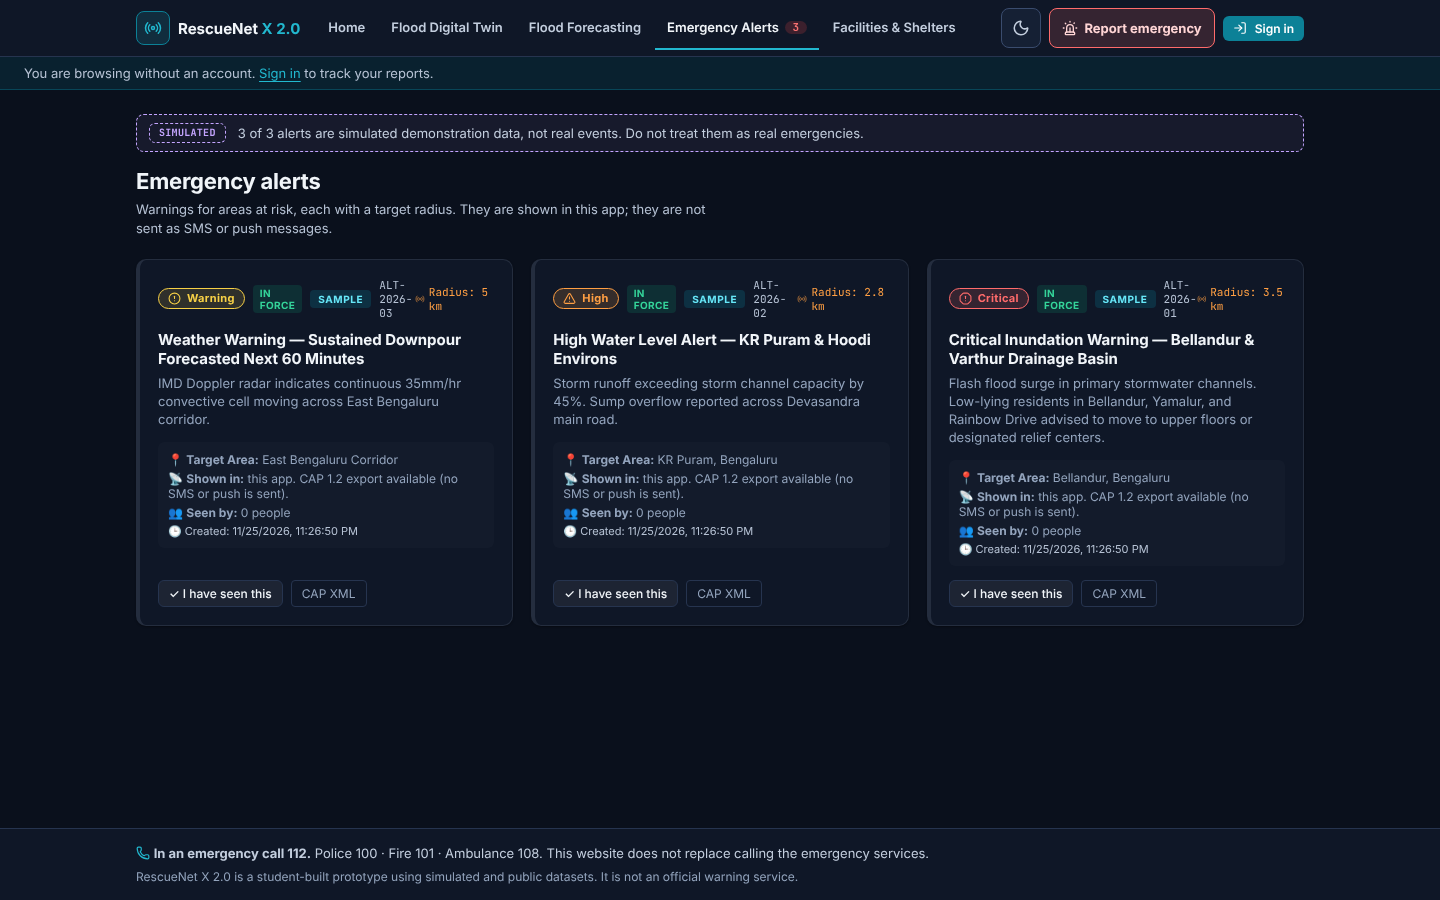 RescueNet X 2.0
Home
Flood Digital Twin
Flood Forecasting
Emergency Alerts 3
Facilities & Shelters
Report emergency
Sign in
You are browsing without an account. Sign in to track your reports.
SIMULATED 3 of 3 alerts are simulated demonstration data, not real events. Do not treat them as real emergencies.
Emergency alerts
Warnings for areas at risk, each with a target radius. They are shown in this app; they are not
sent as SMS or push messages.
Warning
IN
FORCE
SAMPLE
ALT-
2026-
03
Radius: 5
km
Weather Warning — Sustained Downpour
Forecasted Next 60 Minutes
IMD Doppler radar indicates continuous 35mm/hr
convective cell moving across East Bengaluru
corridor.
📍 Target Area: East Bengaluru Corridor
📡 Shown in: this app. CAP 1.2 export available (no
SMS or push is sent).
👥 Seen by: 0 people
🕒 Created: 11/25/2026, 11:26:50 PM
✓ I have seen this
CAP XML
High
IN
FORCE
SAMPLE
ALT-
2026-
02
Radius: 2.8
km
High Water Level Alert — KR Puram & Hoodi
Environs
Storm runoff exceeding storm channel capacity by
45%. Sump overflow reported across Devasandra
main road.
📍 Target Area: KR Puram, Bengaluru
📡 Shown in: this app. CAP 1.2 export available (no
SMS or push is sent).
👥 Seen by: 0 people
🕒 Created: 11/25/2026, 11:26:50 PM
✓ I have seen this
CAP XML
Critical
IN
FORCE
SAMPLE
ALT-
2026-
01
Radius: 3.5
km
Critical Inundation Warning — Bellandur &
Varthur Drainage Basin
Flash flood surge in primary stormwater channels.
Low-lying residents in Bellandur, Yamalur, and
Rainbow Drive advised to move to upper floors or
designated relief centers.
📍 Target Area: Bellandur, Bengaluru
📡 Shown in: this app. CAP 1.2 export available (no
SMS or push is sent).
👥 Seen by: 0 people
🕒 Created: 11/25/2026, 11:26:50 PM
✓ I have seen this
CAP XML
In an emergency call 112. Police 100 · Fire 101 · Ambulance 108. This website does not replace calling the emergency services.
RescueNet X 2.0 is a student-built prototype using simulated and public datasets. It is not an official warning service.